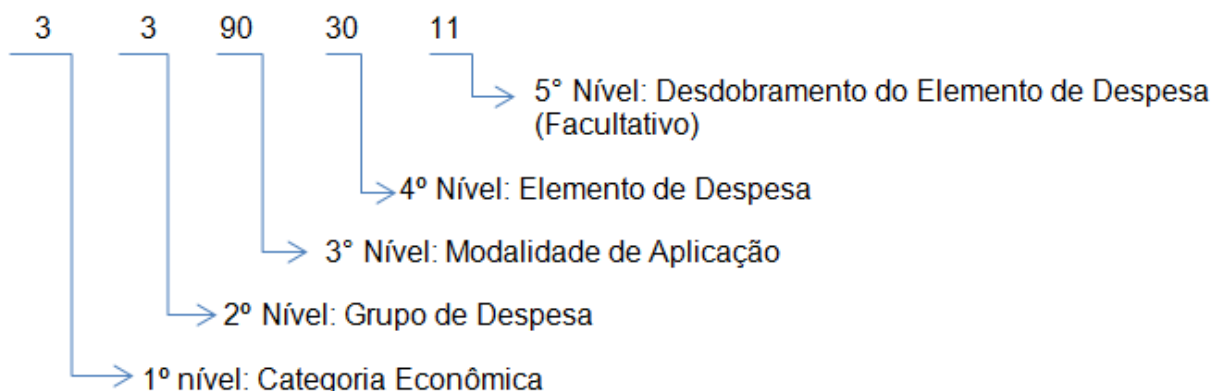 3 3 90 30 11
5° Nível: Desdobramento do Elemento de Despesa
(Facultativo)
4º Nível: Elemento de Despesa
3° Nível: Modalidade de Aplicação
2º Nível: Grupo de Despesa
1º nível: Categoria Econômica